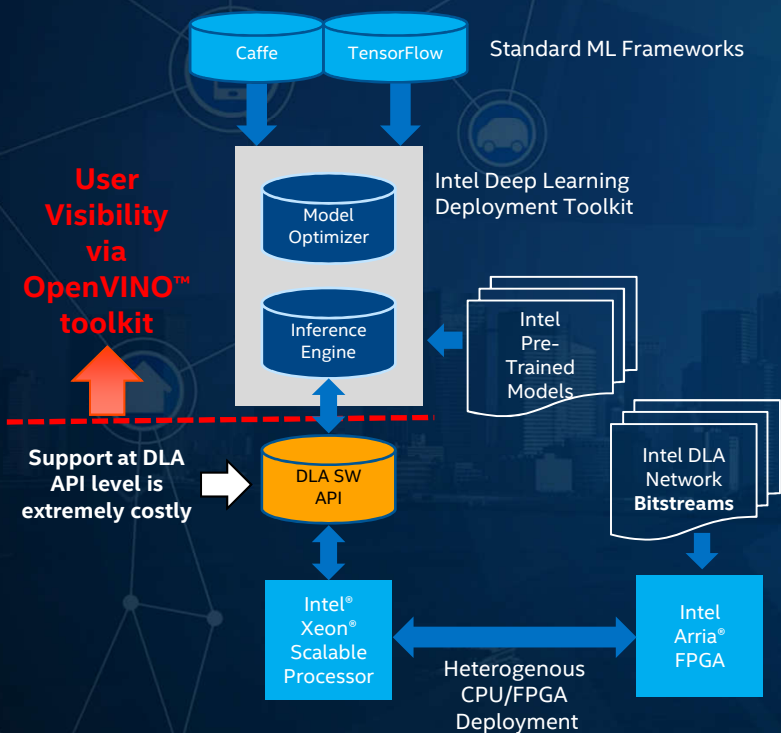 Caffe
TensorFlow
Standard ML Frameworks
User
Visibility
via
OpenVINO™
toolkit
Intel Deep Learning
Deployment Toolkit
Model
Optimizer
Inference
Engine
Intel
Pre-
Trained
Models
Support at DLA
API level is
extremely costly
DLA SW
API
Intel DLA
Network
Bitstreams
Intel®
Xeon®
Scalable
Processor
Heterogenous
CPU/FPGA
Deployment
Intel
Arria®
FPGA